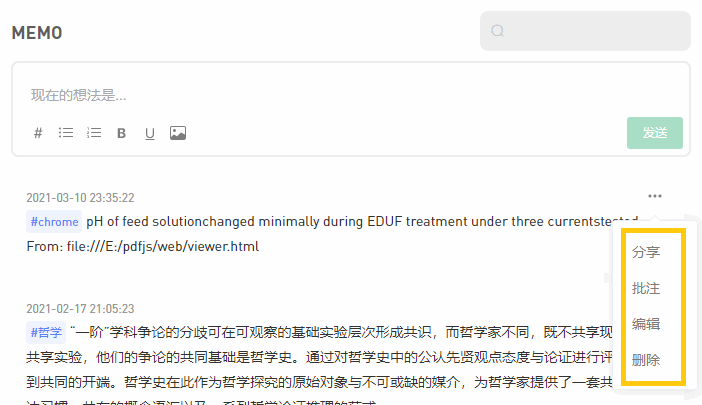 MEMO
现在的想法是...
# B U
发送
2021-03-10 23:35:22
#chrome pH of feed solutionchanged minimally during EDUF treatment under three currentstested
From: file:///E:/pdfjs/web/viewer.html
分享
批注
编辑
删除
2021-02-17 21:05:23
#哲学 “一阶”学科争论的分歧可在可观察的基础实验层次形成共识，而哲学家不同，既不共享现
共享实验，他们的争论的共同基础是哲学史。通过对哲学史中的公认先贤观点态度与论证进行评
到共同的开端。哲学史在此作为哲学探究的原始对象与不可或缺的媒介，为哲学家提供了一套共